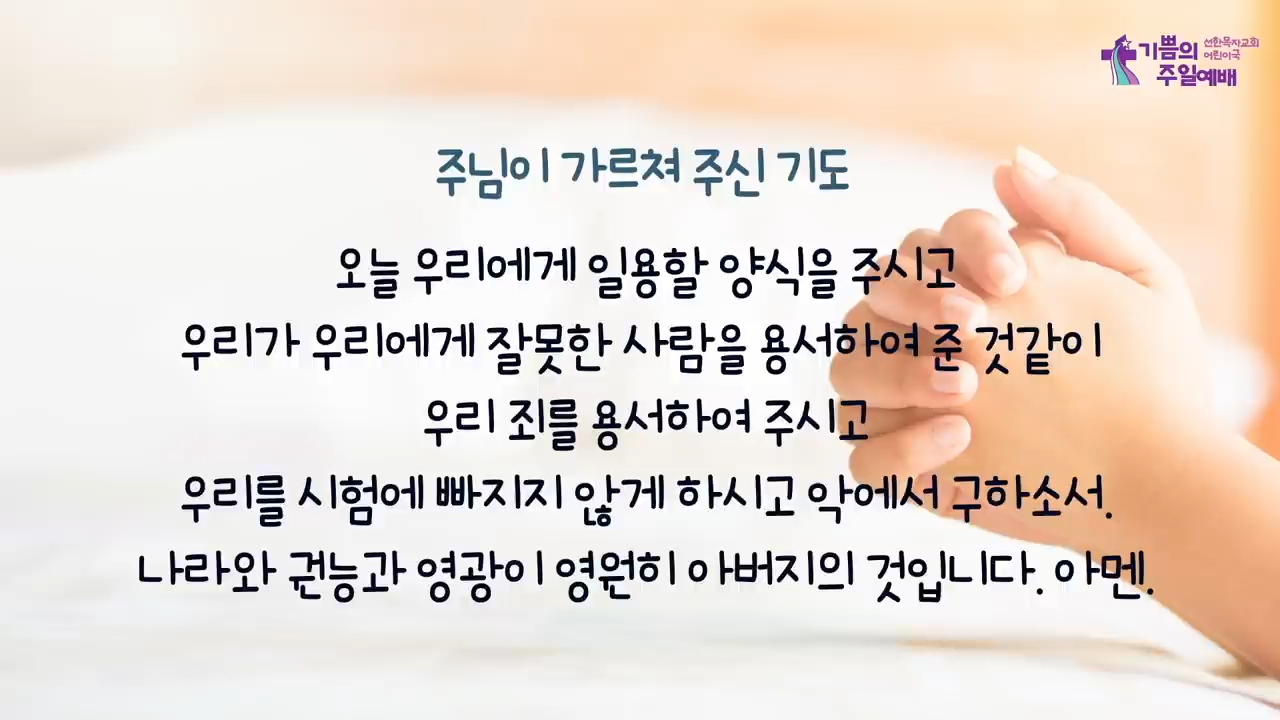 기쁨의 선한목자교회
어린이국
주일예배
주님이 가르쳐 주신 기도
오늘 우리에게 일용할 양식을 주시고
우리가 우리에게 잘못한 사람을 용서하여 준 것같이
우리 죄를 용서하여 주시고
우리를 시험에 빠지지 않게 하시고 악에서 구하소서.
나라와 권능과 영광이 영원히 아버지의 것입니다. 아멘.